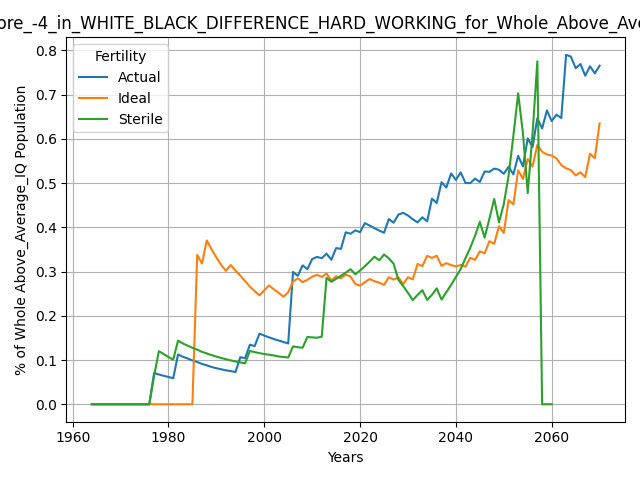 ore_-4_in_WHITE_BLACK_DIFFERENCE_HARD_WORKING_for_Whole_Above_Ave
Fertility
Actual
Ideal
Sterile
% of Whole Above_Average_IQ Population
0.8
0.7
0.6
0.5
0.4
0.3
0.2
0.1
0.0
1960 1980 2000 2020 2040 2060
Years